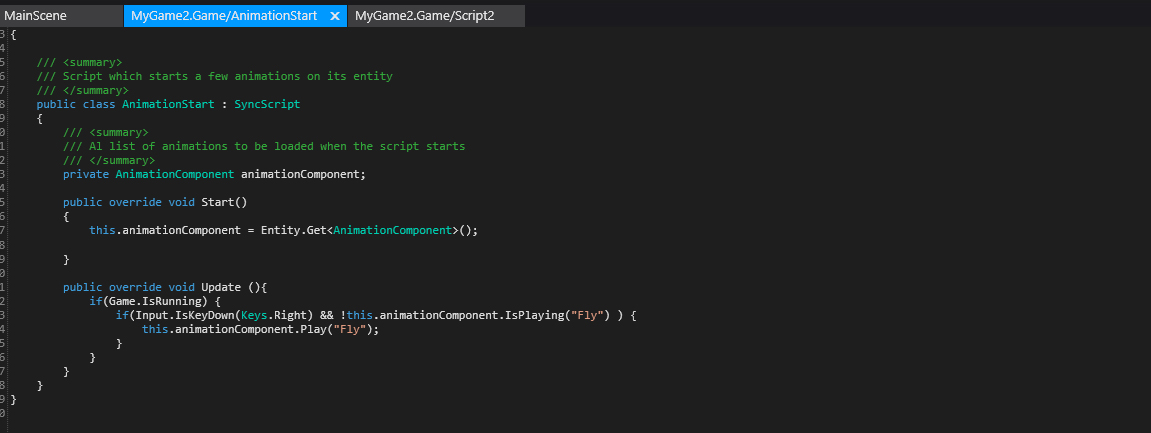 MainScene MyGame2.Game/AnimationStart × MyGame2.Game/Script2
3 {
4
5 /// <summary>
6 /// Script which starts a few animations on its entity
7 /// </summary>
8 public class AnimationStart : SyncScript
9 {
0 /// <summary>
1 /// Al list of animations to be loaded when the script starts
2 /// </summary>
3 private AnimationComponent animationComponent;
4
5 public override void Start()
6 {
7 this.animationComponent = Entity.Get<AnimationComponent>();
8
9 }
0
1 public override void Update (){
2 if(Game.IsRunning) {
3 if(Input.IsKeyDown(Keys.Right) && !this.animationComponent.IsPlaying("Fly") ) {
4 this.animationComponent.Play("Fly");
5 }
6 }
7 }
8 }
9 }
0